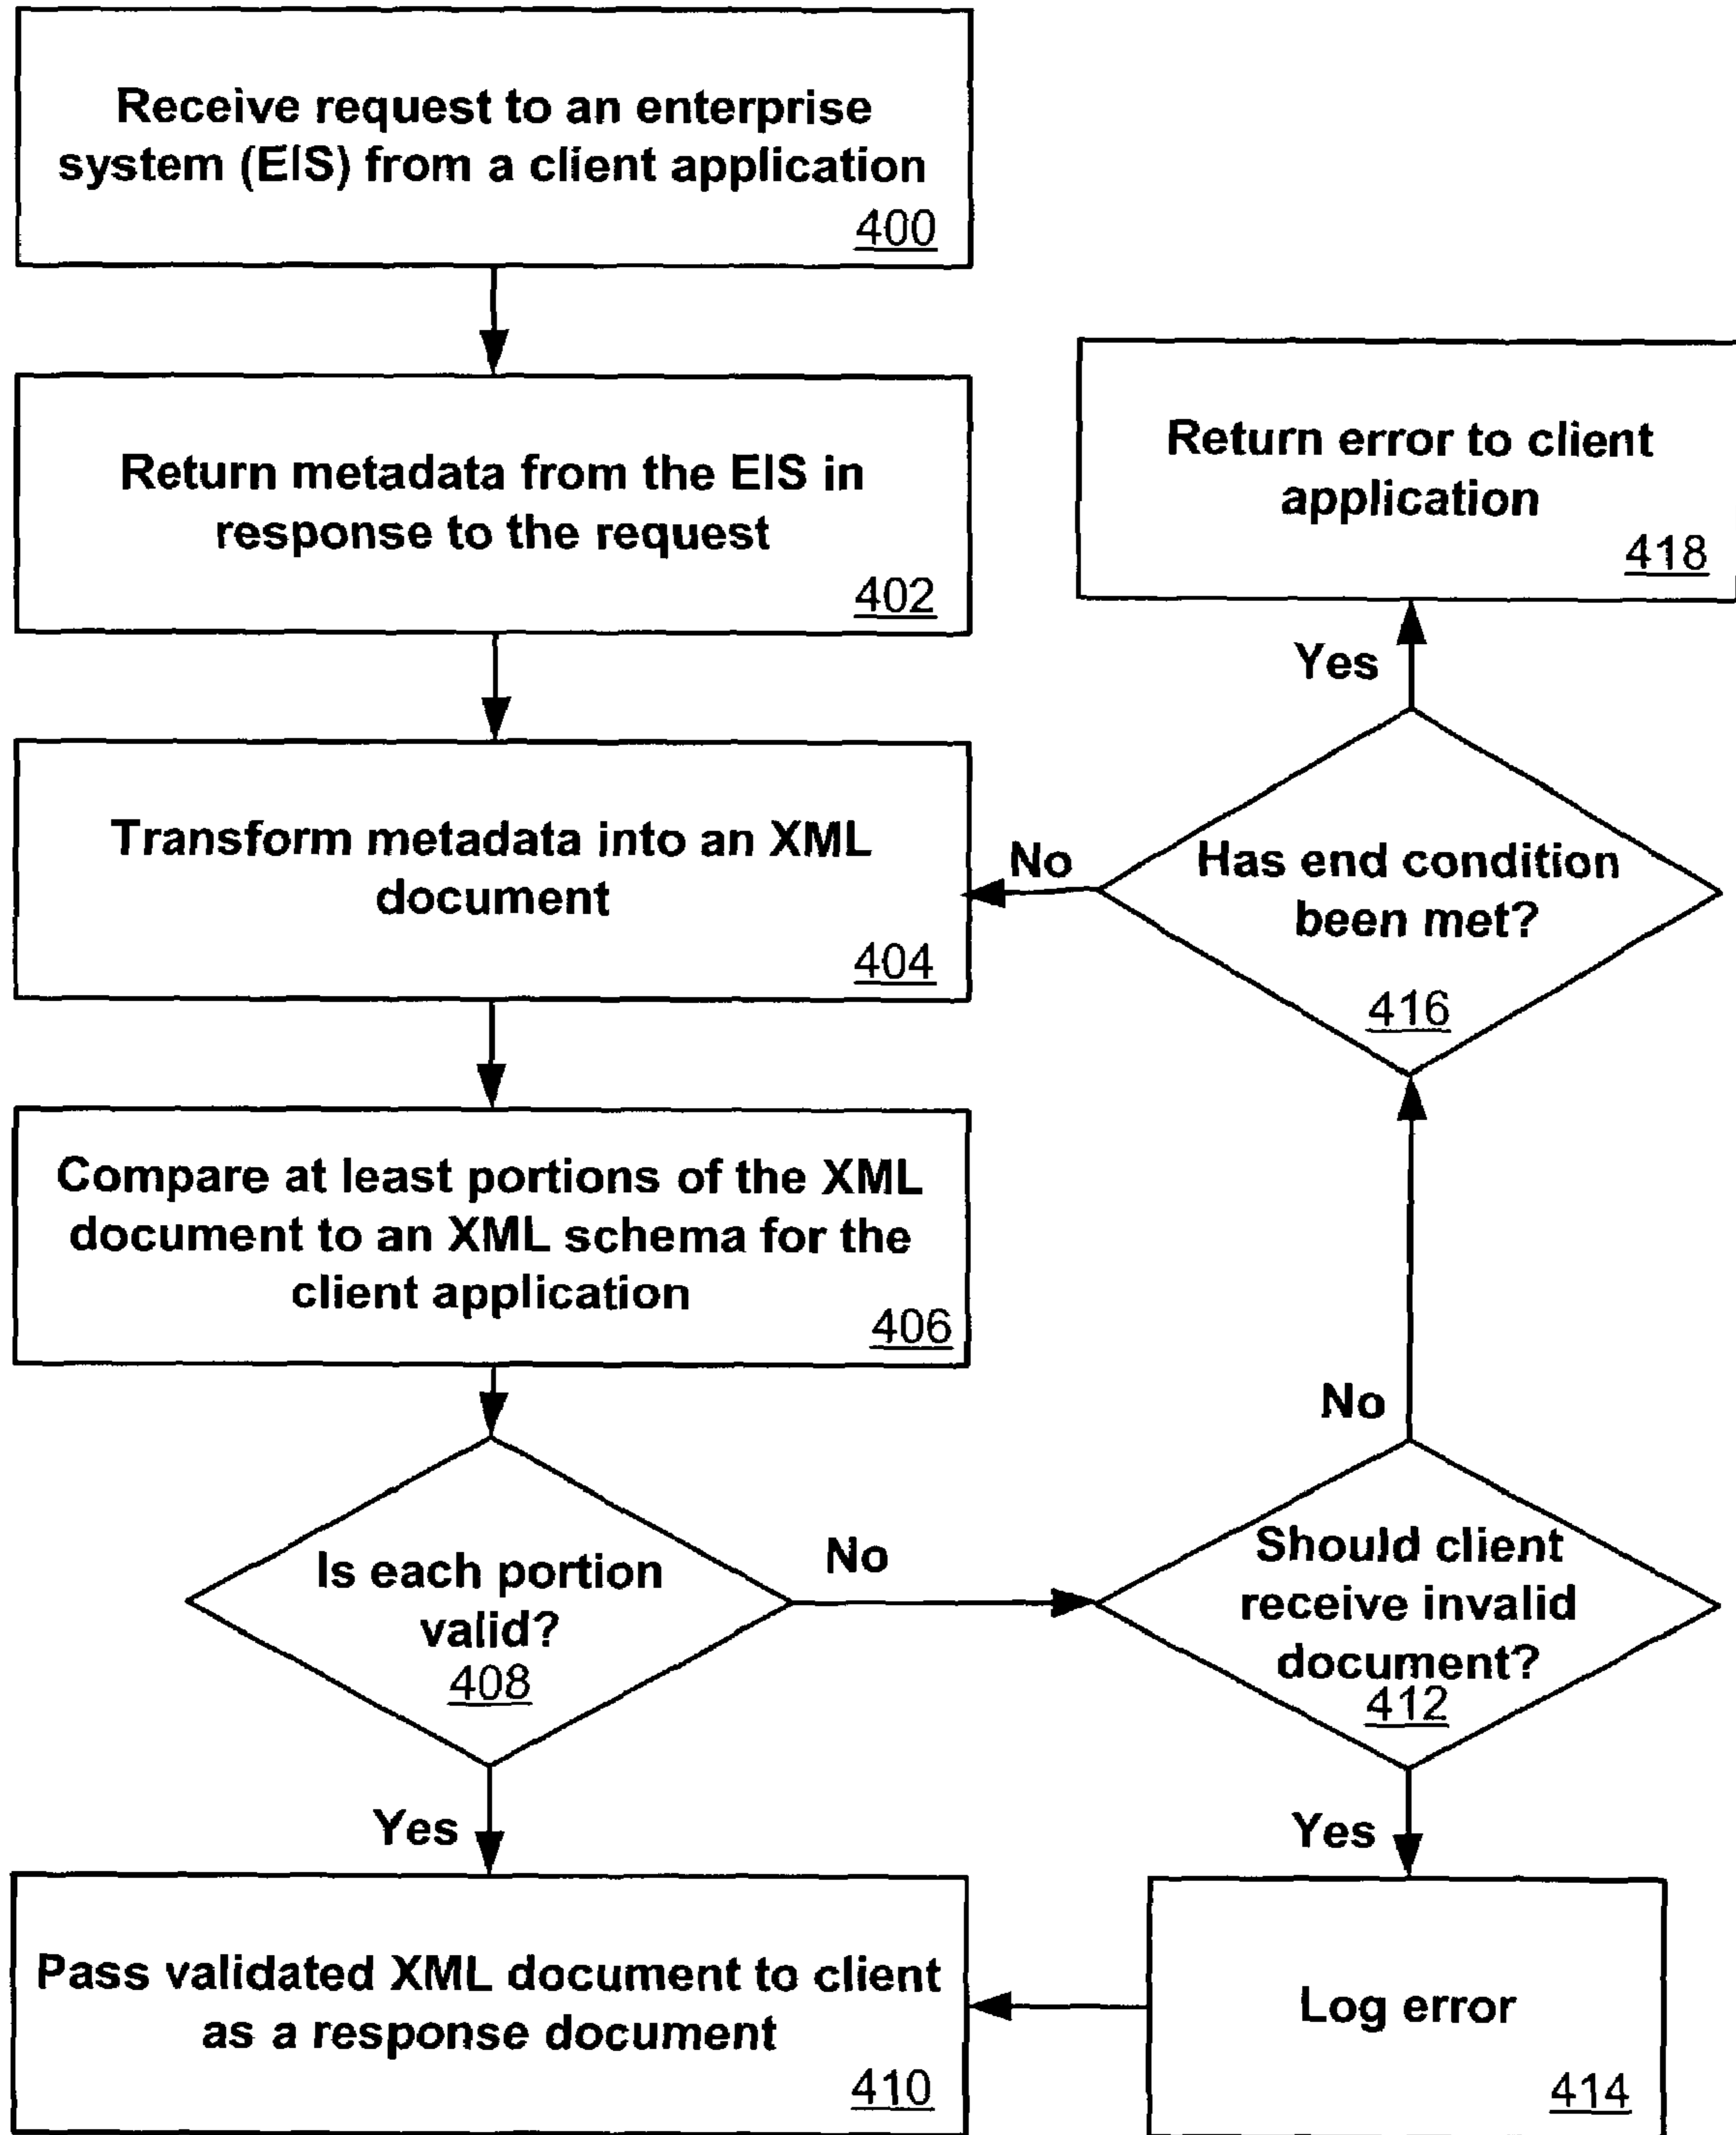 Receive request to an enterprise
system (EIS) from a client application
400
Return metadata from the EIS in
response to the request
402
Transform metadata into an XML
document
404
Compare at least portions of the XML
document to an XML schema for the
client application
406
Is each portion
valid?
408
Yes
No
Pass validated XML document to client
as a response document
410
Should client
receive invalid
document?
412
Yes
No
Log error
414
Has end condition
been met?
416
No
Yes
Return error to client
application
418